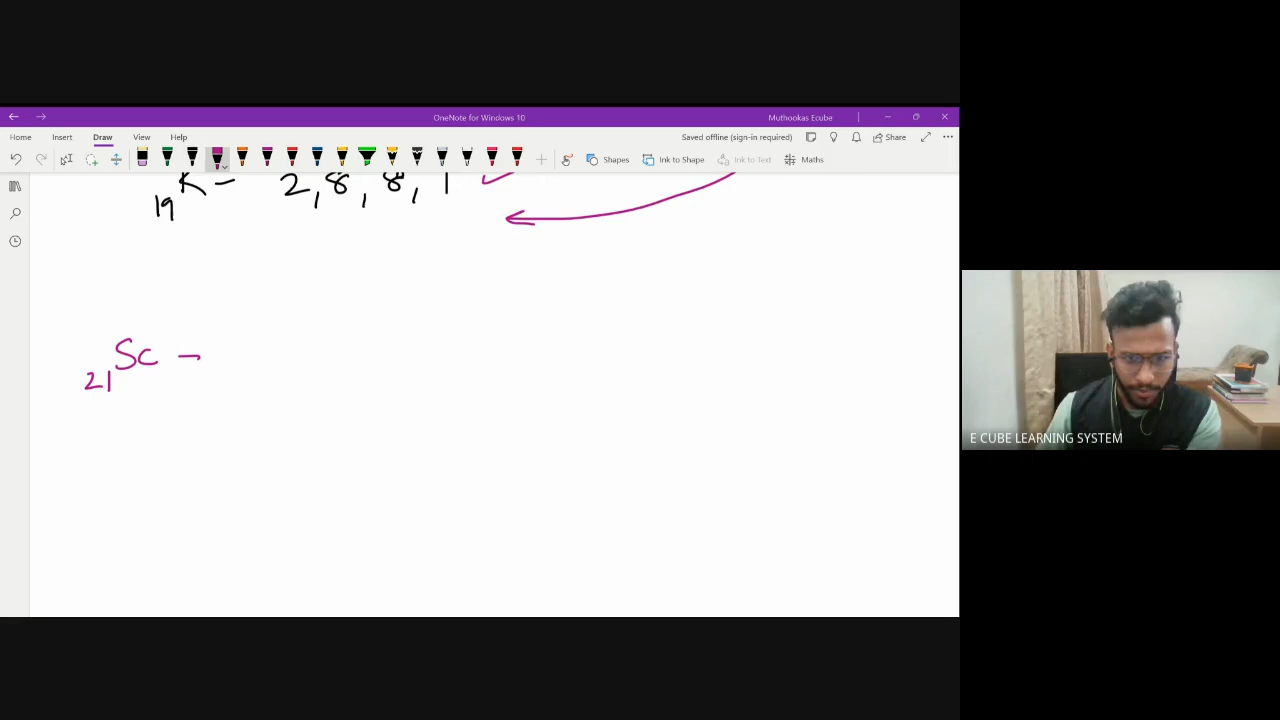 OneNote for Windows 10
Muthookas Ecube
Home Insert Draw View Help
Saved offline (sign-in required) Share
Shapes Ink to Shape Ink to Text Maths
19K - 2, 8, 8, 1
21Sc -
E CUBE LEARNING SYSTEM